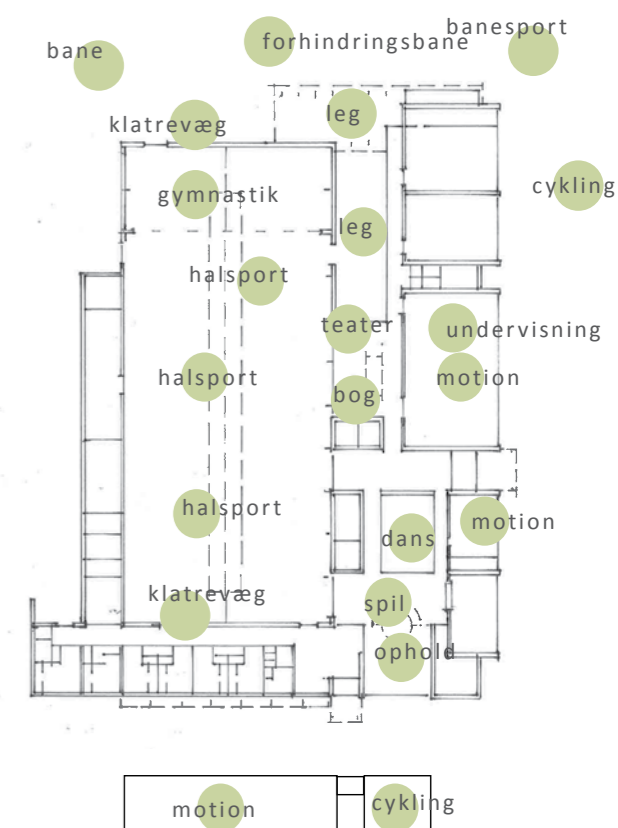 banesport
forhindringsbane
bane
leg
klatrevæg
cykling
gymnastik
leg
halsport
teater
undervisning
halsport
motion
bog
halsport
motion
dans
klatrevæg
spil
ophold
motion
cykling